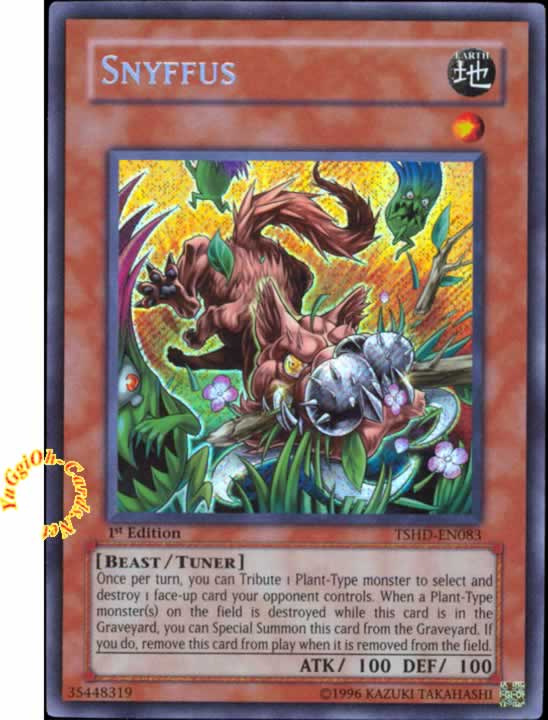 SNYFFUS
EARTH
地
1st Edition
TSHD-EN083
[BEAST/TUNER]
Once per turn, you can Tribute 1 Plant-Type monster to select and
destroy 1 face-up card your opponent controls. When a Plant-Type
monster(s) on the field is destroyed while this card is in the
Graveyard, you can Special Summon this card from the Graveyard. If
you do, remove this card from play when it is removed from the field.
ATK/ 100 DEF/ 100
35448319
©1996 KAZUKI TAKAHASHI
YuGgiOh-Cards.Net